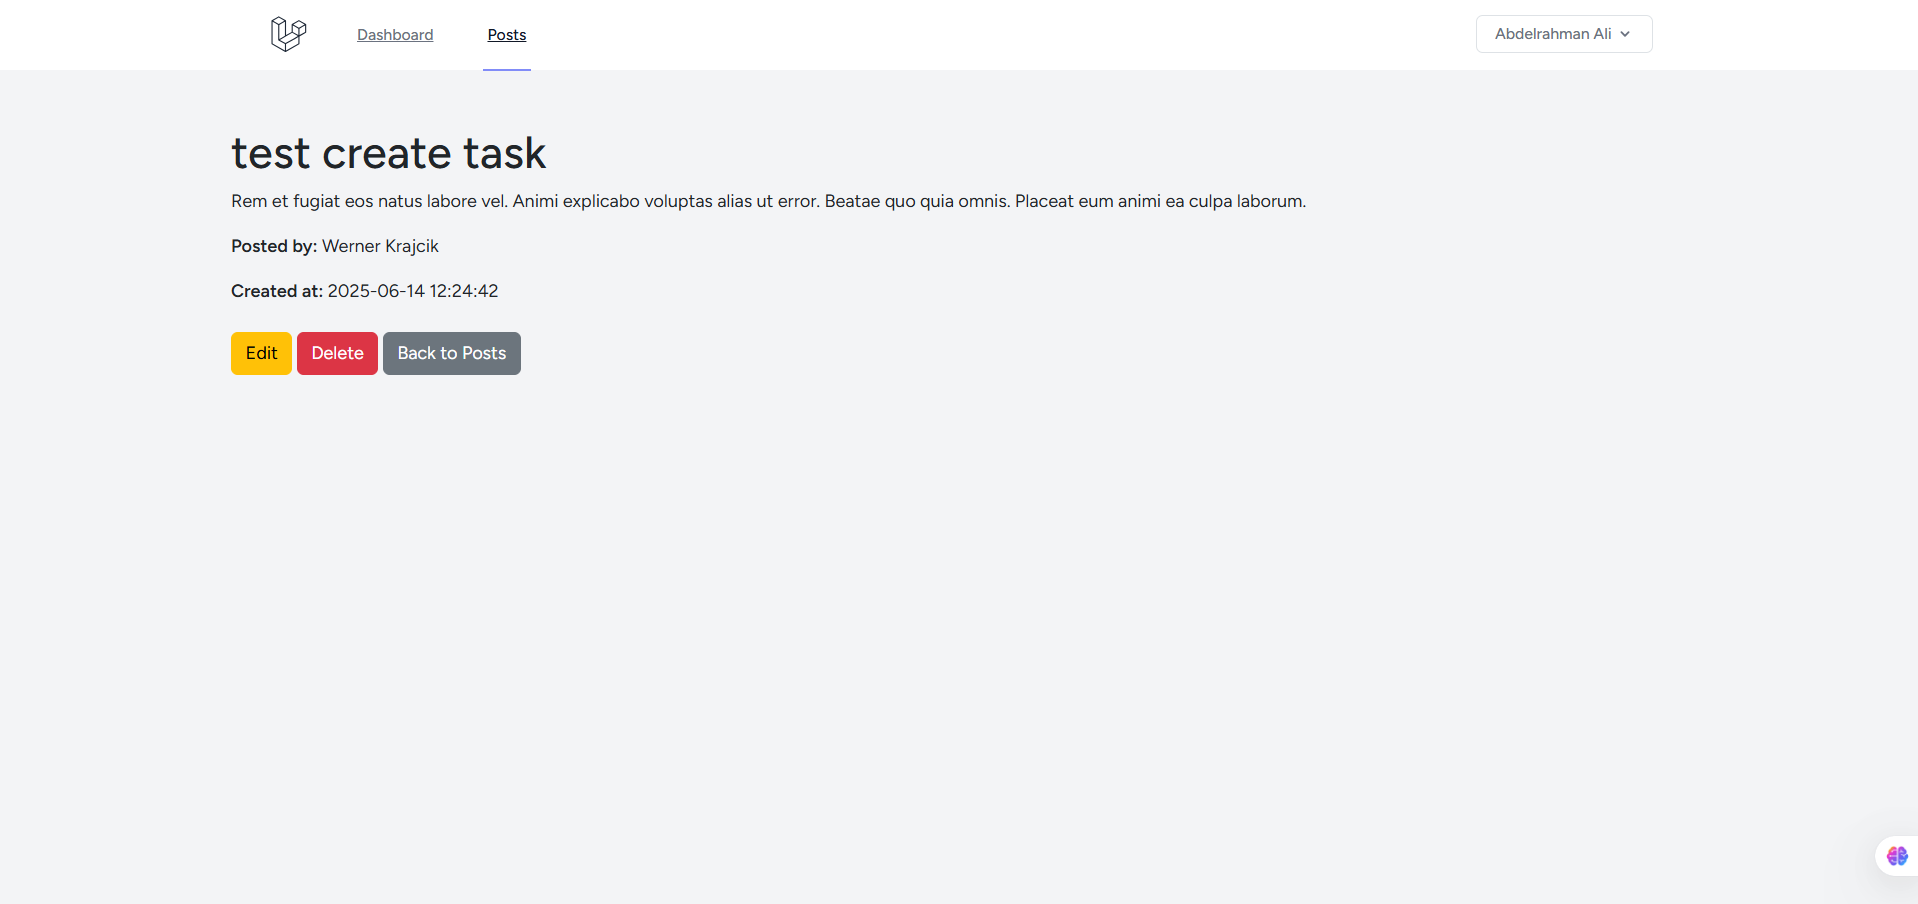 Dashboard Posts Abdelrahman Ali
test create task
Rem et fugiat eos natus labore vel. Animi explicabo voluptas alias ut error. Beatae quo quia omnis. Placeat eum animi ea culpa laborum.
Posted by: Werner Krajcik
Created at: 2025-06-14 12:24:42
Edit Delete Back to Posts